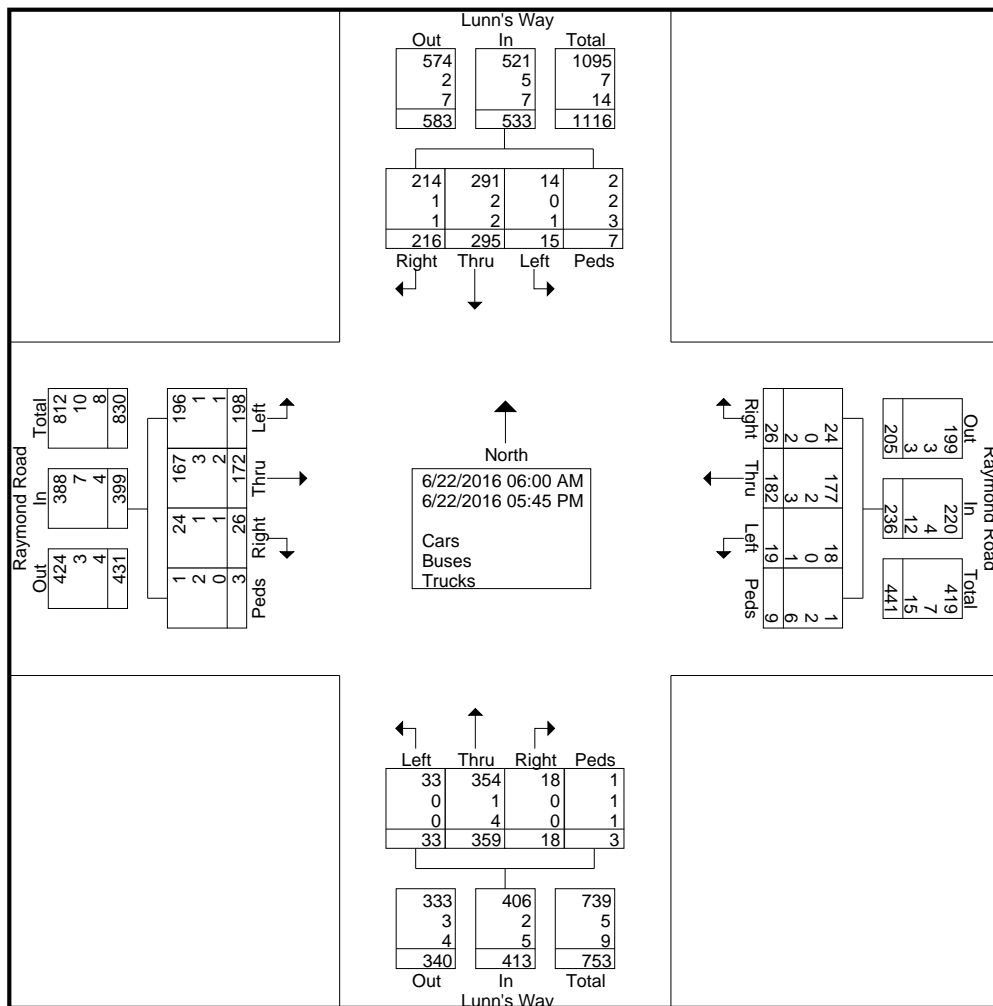 Lunn's Way
Out In Total
574 521 1095
2 5 7
7 7 14
583 533 1116
214 291 14 2
1 2 0 2
1 2 1 3
216 295 15 7
Right Thru Left Peds
Raymond Road
Total
812 10 8 830
In
388 7 4 399
Out
424 3 4 431
Left
196 1 1 198
Thru
167 3 2 172
Right
24 1 1 26
Peds
1 2 0 3
North
6/22/2016 06:00 AM
6/22/2016 05:45 PM
Cars
Buses
Trucks
Right
24 0 2 26
Thru
177 2 3 182
Left
18 0 1 19
Peds
1 2 6 9
Raymond Road
Out
199 3 3 205
In
220 4 12 236
Total
419 7 15 441
Left Thru Right Peds
33 354 18 1
0 1 0 1
0 4 0 1
33 359 18 3
333 406 739
3 2 5
4 5 9
340 413 753
Out In Total
Lunn's Way